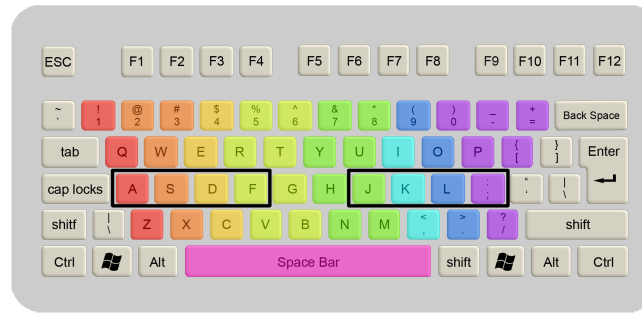 ESC F1 F2 F3 F4 F5 F6 F7 F8 F9 F10 F11 F12
~ ! @ # $ % ^ & * ( ) _ +
` 1 2 3 4 5 6 7 8 9 0 - = Back Space
tab Q W E R T Y U I O P { [ } ] Enter
cap locks A S D F G H J K L : ; " ' | \
shitf | \ Z X C V B N M < , > . ? / shift
Ctrl Alt Space Bar shift Alt Ctrl